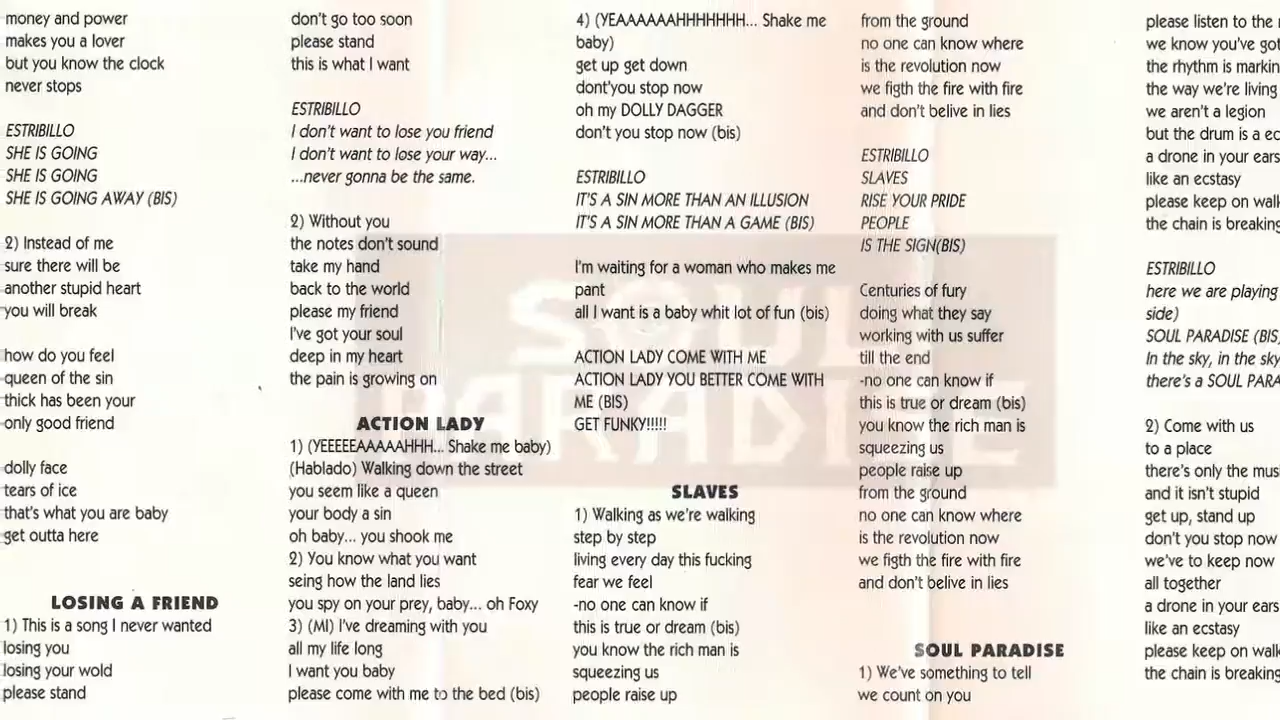 money and power
makes you a lover
but you know the clock
never stops
ESTRIBILLO
SHE IS GOING
SHE IS GOING
SHE IS GOING AWAY (BIS)
2) Instead of me
sure there will be
another stupid heart
you will break
how do you feel
queen of the sin
thick has been your
only good friend
dolly face
tears of ice
that's what you are baby
get outta here
LOSING A FRIEND
1) This is a song I never wanted
losing you
losing your wold
please stand
don't go too soon
please stand
this is what I want
ESTRIBILLO
I don't want to lose you friend
I don't want to lose your way...
...never gonna be the same.
2) Without you
the notes don't sound
take my hand
back to the world
please my friend
I've got your soul
deep in my heart
the pain is growing on
ACTION LADY
1) (YEEEEEAAAAAHHH... Shake me baby)
(Hablado) Walking down the street
you seem like a queen
your body a sin
oh baby... you shook me
2) You know what you want
seing how the land lies
you spy on your prey, baby... oh Foxy
3) (MI) I've dreaming with you
all my life long
I want you baby
please come with me to the bed (bis)
4) (YEAAAAAAHHHHHHH... Shake me
baby)
get up get down
dont'you stop now
oh my DOLLY DAGGER
don't you stop now (bis)
ESTRIBILLO
IT'S A SIN MORE THAN AN ILLUSION
IT'S A SIN MORE THAN A GAME (BIS)
I'm waiting for a woman who makes me
pant
all I want is a baby whit lot of fun (bis)
ACTION LADY COME WITH ME
ACTION LADY YOU BETTER COME WITH
ME (BIS)
GET FUNKY!!!!!
SLAVES
1) Walking as we're walking
step by step
living every day this fucking
fear we feel
-no one can know if
this is true or dream (bis)
you know the rich man is
squeezing us
people raise up
from the ground
no one can know where
is the revolution now
we figth the fire with fire
and don't belive in lies
ESTRIBILLO
SLAVES
RISE YOUR PRIDE
PEOPLE
IS THE SIGN(BIS)
Centuries of fury
doing what they say
working with us suffer
till the end
-no one can know if
this is true or dream (bis)
you know the rich man is
squeezing us
people raise up
from the ground
no one can know where
is the revolution now
we figth the fire with fire
and don't belive in lies
SOUL PARADISE
1) We've something to tell
we count on you
please listen to the
we know you've got
the rhythm is markin
the way we're living
we aren't a legion
but the drum is a ec
a drone in your ears
like an ecstasy
please keep on walk
the chain is breaking
ESTRIBILLO
here we are playing
side)
SOUL PARADISE (BIS)
In the sky, in the sky
there's a SOUL PARA
2) Come with us
to a place
there's only the musi
and it isn't stupid
get up, stand up
don't you stop now
we've to keep now
all together
a drone in your ears
like an ecstasy
please keep on walk
the chain is breaking
SOUL
PARADISE